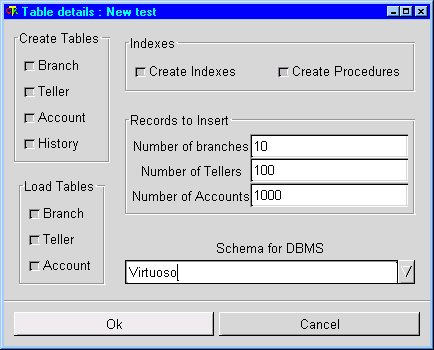 Table details : New test
Create Tables
Branch
Teller
Account
History
Indexes
Create Indexes
Create Procedures
Records to Insert
Number of branches 10
Number of Tellers 100
Number of Accounts 1000
Load Tables
Branch
Teller
Account
Schema for DBMS
Virtuoso
Ok
Cancel